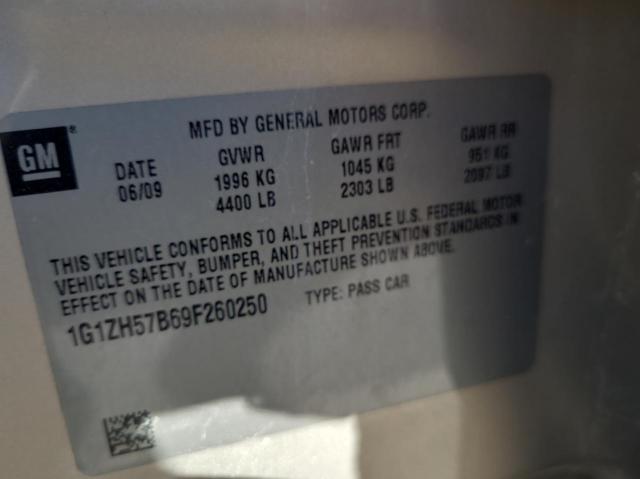 MFD BY GENERAL MOTORS CORP.
GM®
DATE GVWR GAWR FRT GAWR RR
06/09 1996 KG 1045 KG 951 KG
4400 LB 2303 LB 2097 LB
THIS VEHICLE CONFORMS TO ALL APPLICABLE U.S. FEDERAL MOTOR
VEHICLE SAFETY, BUMPER, AND THEFT PREVENTION STANDARDS IN
EFFECT ON THE DATE OF MANUFACTURE SHOWN ABOVE.
1G1ZH57B69F260250 TYPE: PASS CAR